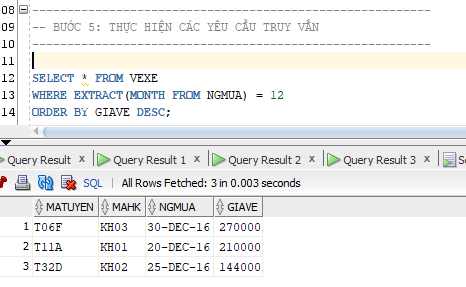 08 ------------------------------------------------------
09 -- BƯỚC 5: THỰC HIỆN CÁC YÊU CẦU TRUY VẤN
10 ------------------------------------------------------
11
12 SELECT * FROM VEXE
13 WHERE EXTRACT(MONTH FROM NGMUA) = 12
14 ORDER BY GIAVE DESC;
Query Result x Query Result 1 x Query Result 2 x Query Result 3 x
SQL | All Rows Fetched: 3 in 0.003 seconds
MATUYEN MAHK NGMUA GIAVE
1 T06F KH03 30-DEC-16 270000
2 T11A KH01 20-DEC-16 210000
3 T32D KH02 25-DEC-16 144000